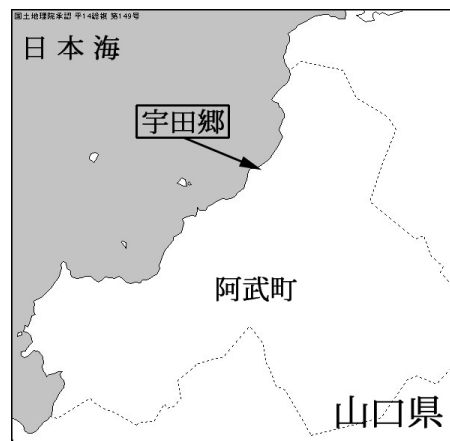 国土地理院承認 平14総複 第149号
日本海
宇田郷
阿武町
山口県